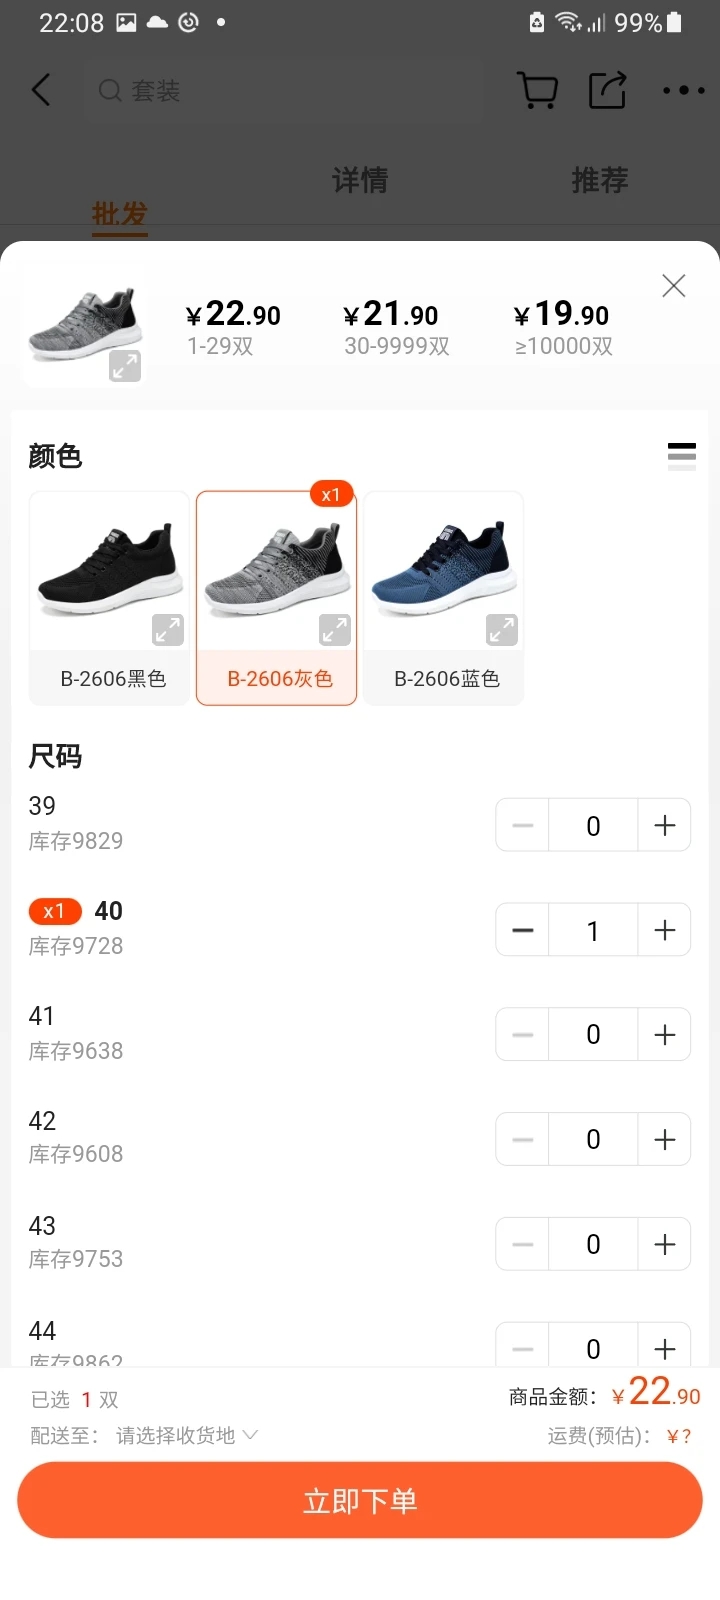 22:08 99%
套装
批发 详情 推荐
¥22.90 ¥21.90 ¥19.90
1-29双 30-9999双 ≥10000双
颜色
x1
B-2606黑色 B-2606灰色 B-2606蓝色
尺码
39
库存9829
0
x1 40
库存9728
1
41
库存9638
0
42
库存9608
0
43
库存9753
0
44
库存9862
0
已选 1 双 商品金额: ¥22.90
配送至: 请选择收货地 运费(预估): ¥?
立即下单